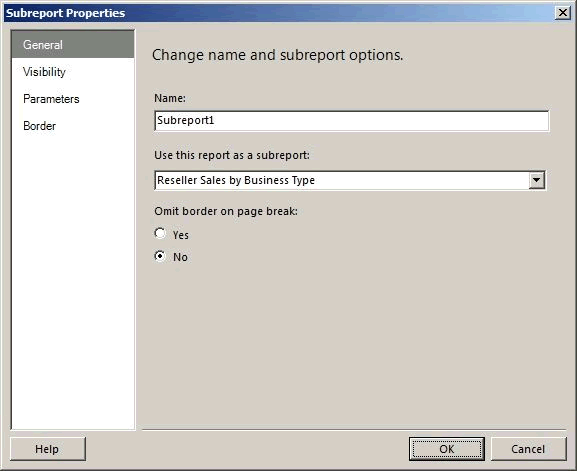 Subreport Properties
General
Visibility
Parameters
Border
Change name and subreport options.
Name:
Subreport1
Use this report as a subreport:
Reseller Sales by Business Type
Omit border on page break:
Yes
No
Help
OK
Cancel